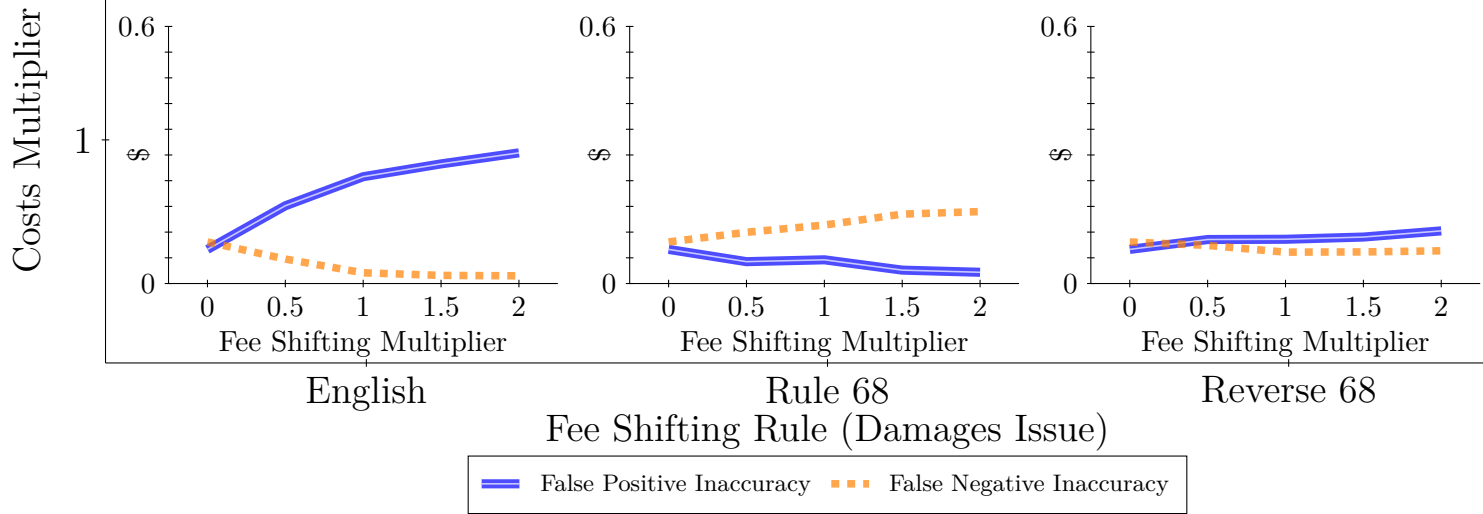 Costs Multiplier
1
0.6
$
0
0 0.5 1 1.5 2
Fee Shifting Multiplier
English
0.6
$
0
0 0.5 1 1.5 2
Fee Shifting Multiplier
Rule 68
0.6
$
0
0 0.5 1 1.5 2
Fee Shifting Multiplier
Reverse 68
Fee Shifting Rule (Damages Issue)
False Positive Inaccuracy False Negative Inaccuracy